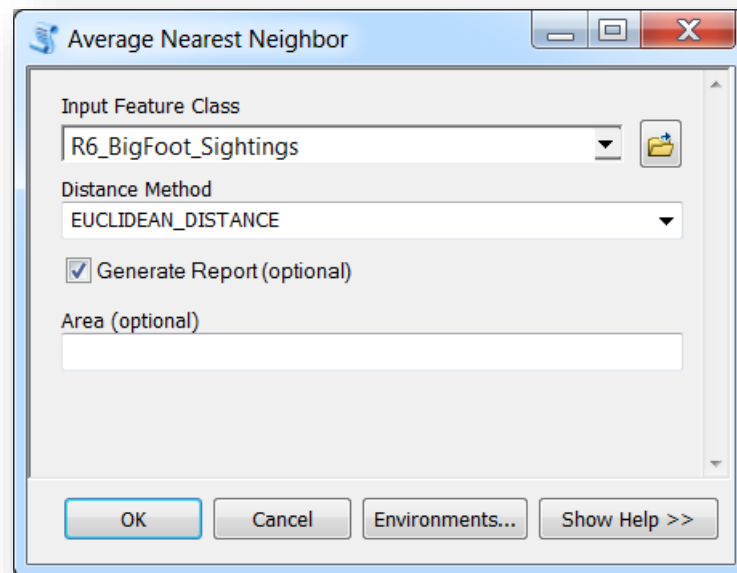 Average Nearest Neighbor
Input Feature Class
R6_BigFoot_Sightings
Distance Method
EUCLIDEAN_DISTANCE
Generate Report (optional)
Area (optional)
OK Cancel Environments... Show Help >>